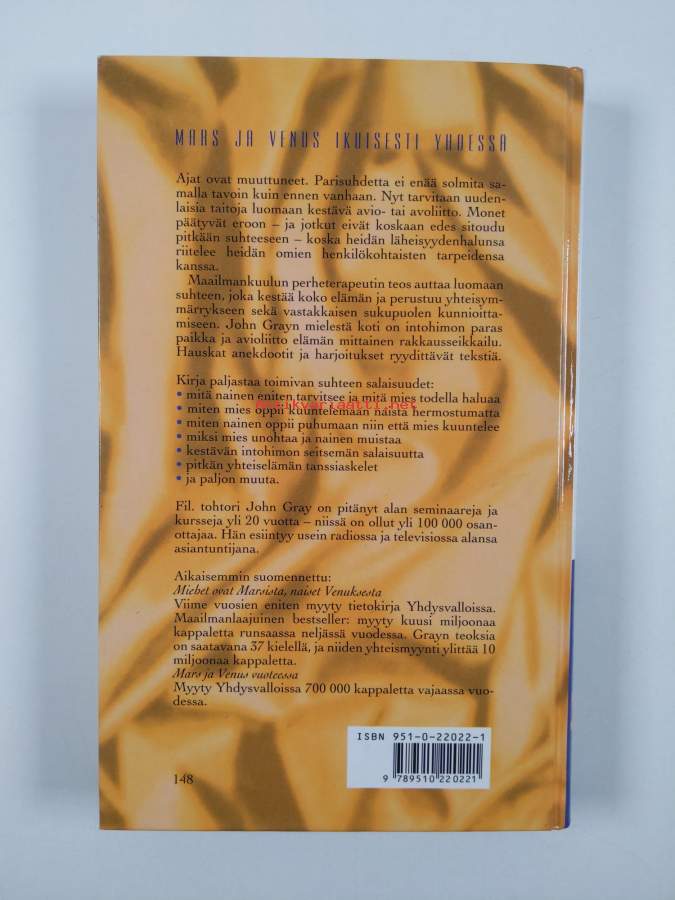 MARS JA VENUS IKUISESTI YHDESSÄ
Ajat ovat muuttuneet. Parisuhdetta ei enää solmita sa-
malla tavoin kuin ennen vanhaan. Nyt tarvitaan uuden-
laisia taitoja luomaan kestävä avio- tai avoliitto. Monet
päätyvät eroon – ja jotkut eivät koskaan edes sitoudu
pitkään suhteeseen – koska heidän läheisyydenhalunsa
riitelee heidän omien henkilökohtaisten tarpeidensa
kanssa.
Maailmankuulun perheterapeutin teos auttaa luomaan
suhteen, joka kestää koko elämän ja perustuu yhteisym-
märrykseen sekä vastakkaisen sukupuolen kunnioitta-
miseen. John Grayn mielestä koti on intohimon paras
paikka ja avioliitto elämän mittainen rakkausseikkailu.
Hauskat anekdootit ja harjoitukset ryydittävät tekstiä.
Kirja paljastaa toimivan suhteen salaisuudet:
• mitä nainen eniten tarvitsee ja mitä mies todella haluaa
• miten mies oppii kuuntelemaan naista hermostumatta
• miten nainen oppii puhumaan niin että mies kuuntelee
• miksi mies unohtaa ja nainen muistaa
• kestävän intohimon seitsemän salaisuutta
• pitkän yhteiselämän tanssiaskelet
• ja paljon muuta.
Fil. tohtori John Gray on pitänyt alan seminaareja ja
kursseja yli 20 vuotta – niissä on ollut yli 100 000 osan-
ottajaa. Hän esiintyy usein radiossa ja televisiossa alansa
asiantuntijana.
Aikaisemmin suomennettu:
Miehet ovat Marsista, naiset Venuksesta
Viime vuosien eniten myyty tietokirja Yhdysvalloissa.
Maailmanlaajuinen bestseller: myyty kuusi miljoonaa
kappaletta runsaassa neljässä vuodessa. Grayn teoksia
on saatavana 37 kielellä, ja niiden yhteismyynti ylittää 10
miljoonaa kappaletta.
Mars ja Venus vuoteessa
Myyty Yhdysvalloissa 700 000 kappaletta vajaassa vuo-
dessa.
ISBN 951-0-22022-1
9 789510 220221
148